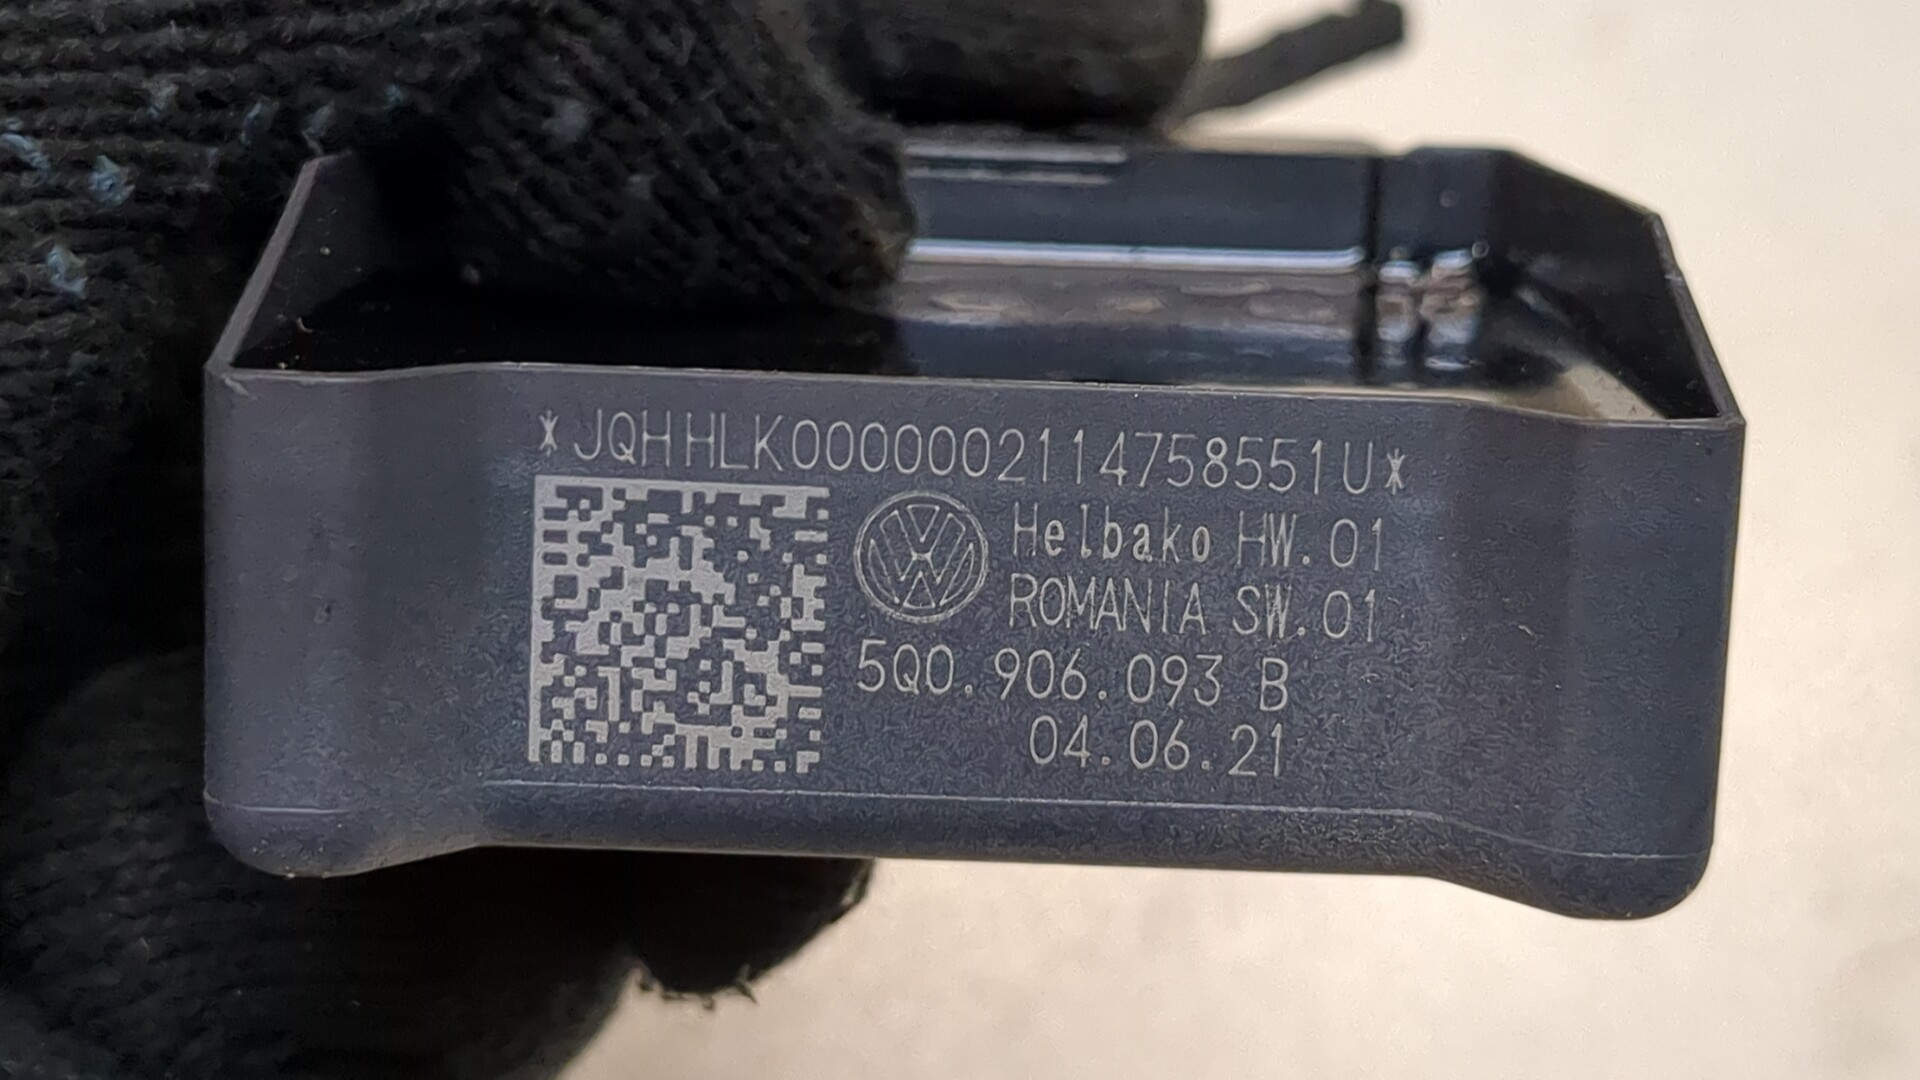 *JQHHLK0000002114758551U*
Helbako HW.01
ROMANIA SW.01
5Q0.906.093 B
04.06.21